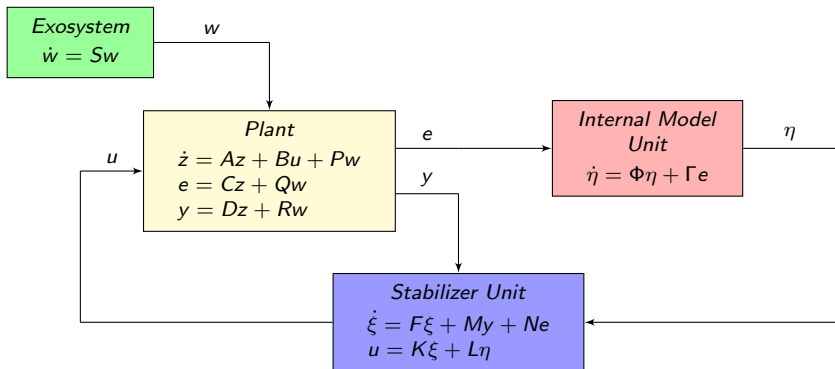 Exosystem
ẇ = Sw
w
Plant
ż = Az + Bu + Pw
e = Cz + Qw
y = Dz + Rw
u
e
y
Internal Model
Unit
η̇ = Φη + Γe
η
Stabilizer Unit
ξ̇ = Fξ + My + Ne
u = Kξ + Lη